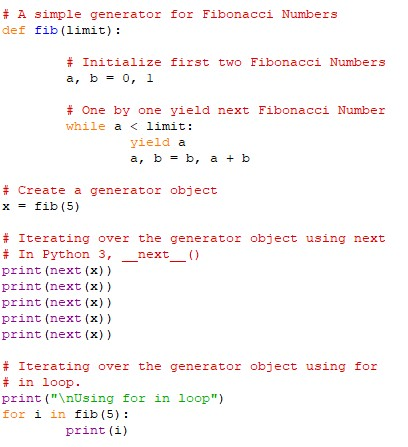 # A simple generator for Fibonacci Numbers
def fib(limit):
# Initialize first two Fibonacci Numbers
a, b = 0, 1
# One by one yield next Fibonacci Number
while a < limit:
yield a
a, b = b, a + b
# Create a generator object
x = fib(5)
# Iterating over the generator object using next
# In Python 3, __next__()
print(next(x))
print(next(x))
print(next(x))
print(next(x))
print(next(x))
# Iterating over the generator object using for
# in loop.
print("\nUsing for in loop")
for i in fib(5):
print(i)